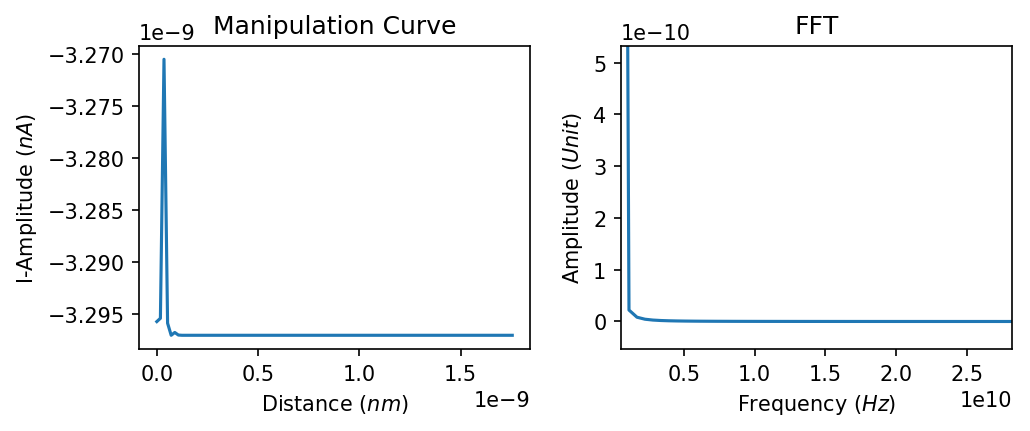 Manipulation Curve
1e−9
−3.270
−3.275
−3.280
−3.285
−3.290
−3.295
I-Amplitude (nA)
0.0 0.5 1.0 1.5
1e−9
Distance (nm)
FFT
1e−10
5
4
3
2
1
0
Amplitude (Unit)
0.5 1.0 1.5 2.0 2.5
1e10
Frequency (Hz)